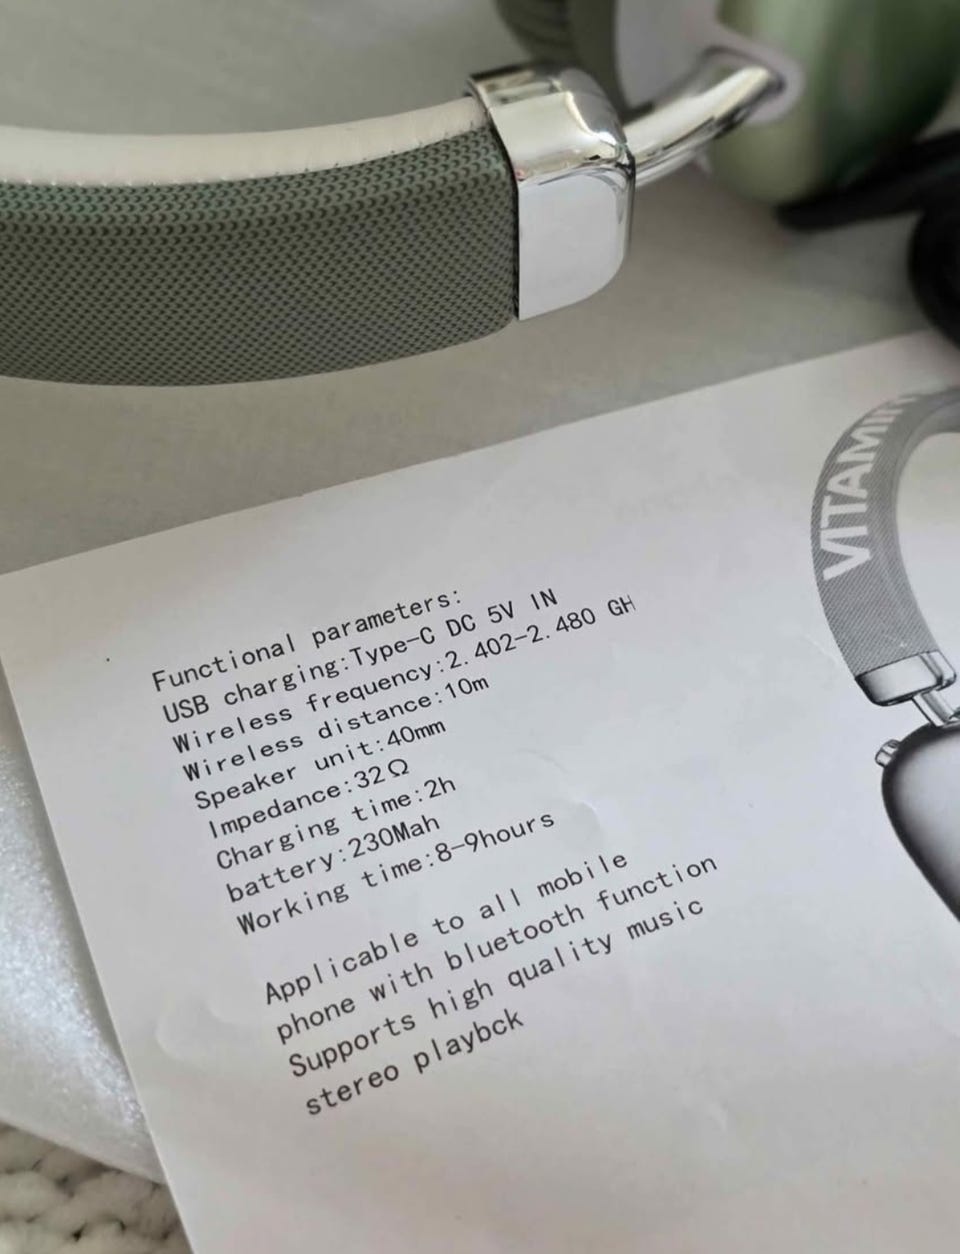 Functional parameters:
USB charging:Type-C DC 5V IN
Wireless frequency:2.402-2.480 GH
Wireless distance:10m
Speaker unit:40mm
Impedance:32Ω
Charging time:2h
battery:230Mah
Working time:8-9hours
Applicable to all mobile
phone with bluetooth function
Supports high quality music
stereo playbck